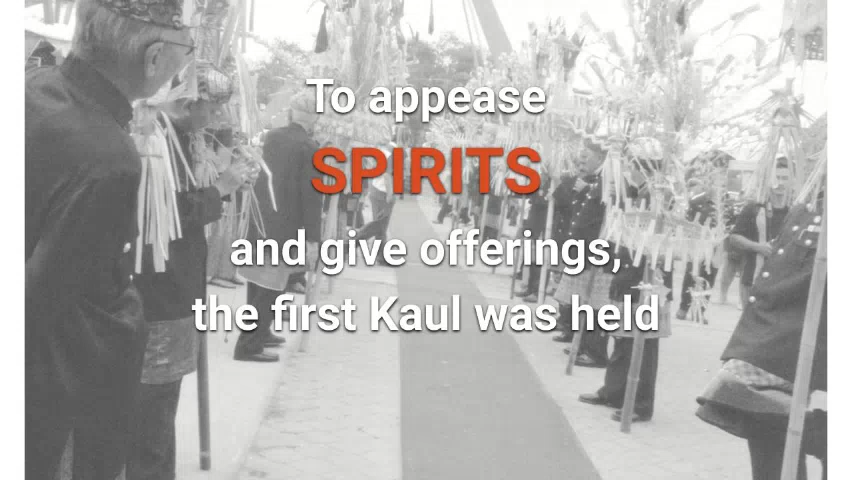 To appease
SPIRITS
and give offerings,
the first Kaul was held